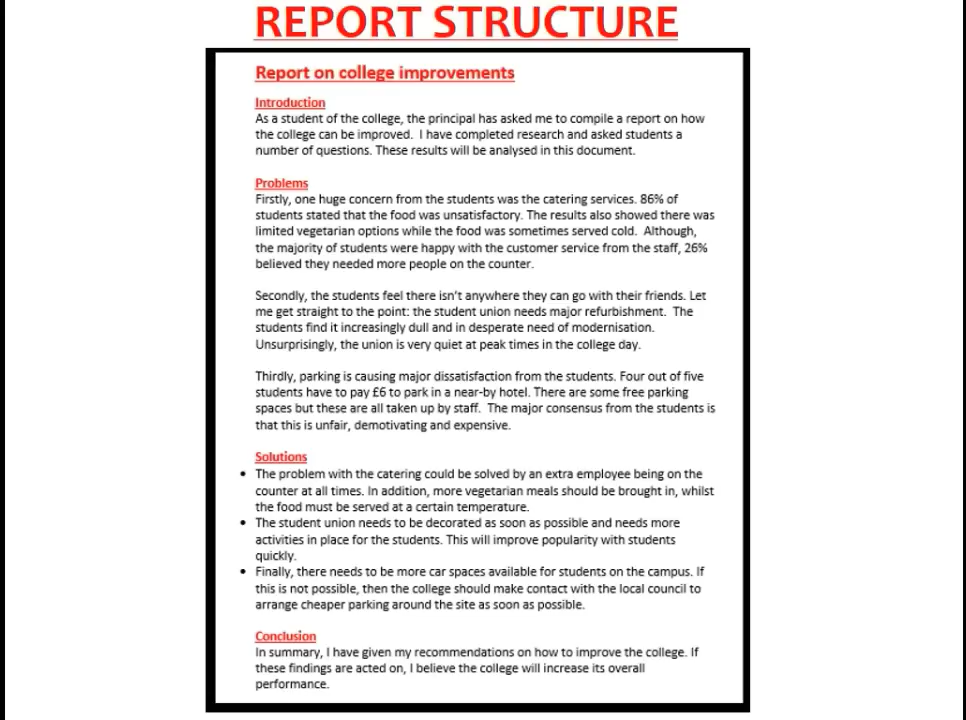 REPORT STRUCTURE
Report on college improvements
Introduction
As a student of the college, the principal has asked me to compile a report on how
the college can be improved.  I have completed research and asked students a
number of questions. These results will be analysed in this document.
Problems
Firstly, one huge concern from the students was the catering services. 86% of
students stated that the food was unsatisfactory. The results also showed there was
limited vegetarian options while the food was sometimes served cold.  Although,
the majority of students were happy with the customer service from the staff, 26%
believed they needed more people on the counter.
Secondly, the students feel there isn't anywhere they can go with their friends. Let
me get straight to the point: the student union needs major refurbishment.  The
students find it increasingly dull and in desperate need of modernisation.
Unsurprisingly, the union is very quiet at peak times in the college day.
Thirdly, parking is causing major dissatisfaction from the students. Four out of five
students have to pay £6 to park in a near-by hotel. There are some free parking
spaces but these are all taken up by staff.  The major consensus from the students is
that this is unfair, demotivating and expensive.
Solutions
• The problem with the catering could be solved by an extra employee being on the
counter at all times. In addition, more vegetarian meals should be brought in, whilst
the food must be served at a certain temperature.
• The student union needs to be decorated as soon as possible and needs more
activities in place for the students. This will improve popularity with students
quickly.
• Finally, there needs to be more car spaces available for students on the campus. If
this is not possible, then the college should make contact with the local council to
arrange cheaper parking around the site as soon as possible.
Conclusion
In summary, I have given my recommendations on how to improve the college. If
these findings are acted on, I believe the college will increase its overall
performance.